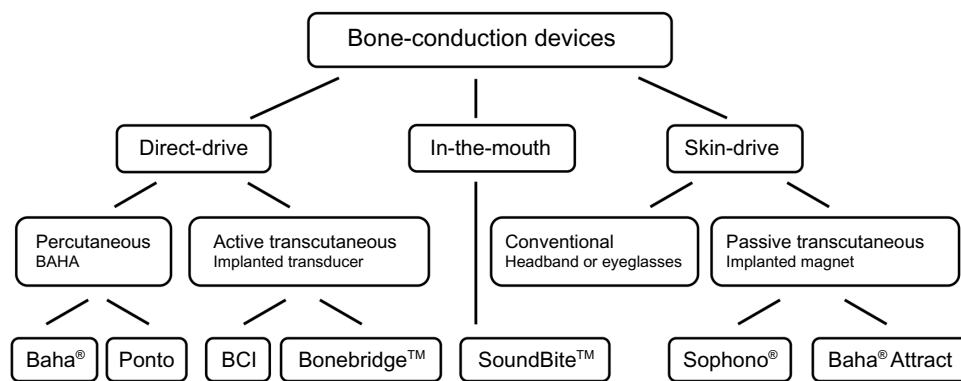 Bone-conduction devices
Direct-drive
In-the-mouth
Skin-drive
Percutaneous
BAHA
Active transcutaneous
Implanted transducer
Conventional
Headband or eyeglasses
Passive transcutaneous
Implanted magnet
Baha®
Ponto
BCI
Bonebridge™
SoundBite™
Sophono®
Baha® Attract